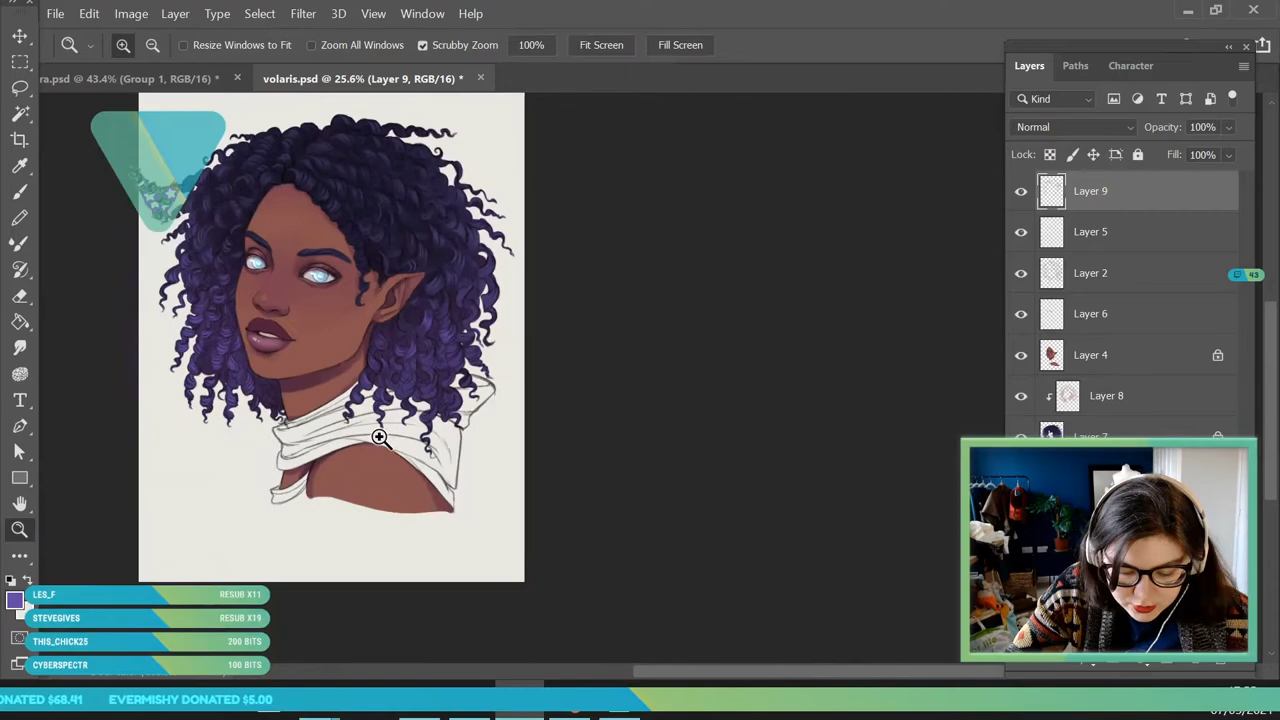 File Edit Image Layer Type Select Filter 3D View Window Help
Resize Windows to Fit Zoom All Windows Scrubby Zoom 100% Fit Screen Fill Screen
ra.psd @ 43.4% (Group 1, RGB/16) * volaris.psd @ 25.6% (Layer 9, RGB/16) *
Layers Paths Character
Kind
Normal Opacity: 100%
Lock: Fill: 100%
Layer 9
Layer 5
Layer 2
43
Layer 6
Layer 4
Layer 8
Layer 7
LES_F RESUB X11
STEVEGIVES RESUB X19
THIS_CHICK25 200 BITS
CYBERSPECTR 100 BITS
ONATED $68.41 EVERMISHY DONATED $5.00